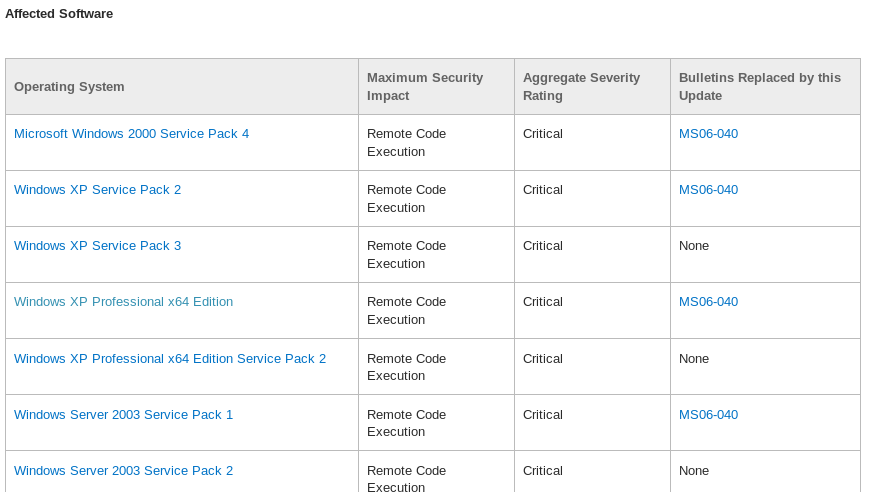 Affected Software
Operating System
Maximum Security
Impact
Aggregate Severity
Rating
Bulletins Replaced by this
Update
Microsoft Windows 2000 Service Pack 4
Remote Code
Execution
Critical
MS06-040
Windows XP Service Pack 2
Remote Code
Execution
Critical
MS06-040
Windows XP Service Pack 3
Remote Code
Execution
Critical
None
Windows XP Professional x64 Edition
Remote Code
Execution
Critical
MS06-040
Windows XP Professional x64 Edition Service Pack 2
Remote Code
Execution
Critical
None
Windows Server 2003 Service Pack 1
Remote Code
Execution
Critical
MS06-040
Windows Server 2003 Service Pack 2
Remote Code
Execution
Critical
None